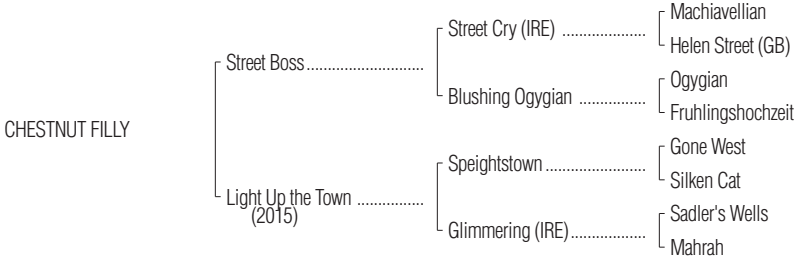 Machiavellian
Street Cry (IRE) ....................
Helen Street (GB)
Street Boss...........................
Ogygian
Blushing Ogygian ................
Fruhlingshochzeit
CHESTNUT FILLY
Gone West
Speightstown........................
Silken Cat
Light Up the Town ................
(2015)
Sadler's Wells
Glimmering (IRE)..................
Mahrah